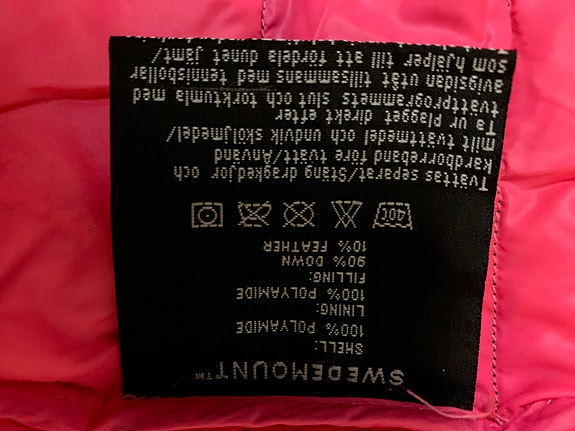 SWEDEMOUNT™
SHELL:
100% POLYAMIDE
LINING:
100% POLYAMIDE
FILLING:
90% DOWN
10% FEATHER
40C
Tvättas separat/Stäng dragkedjor och
Kardborreband före tvätt/Använd
milt tvättmedel och undvik sköljmedel/
Ta ur plagget direkt efter
tvättprogrammets slut och torktumla med
avigsidan utåt tillsammans med tennisbollar
som hjälper till att fördela dunet jämt/